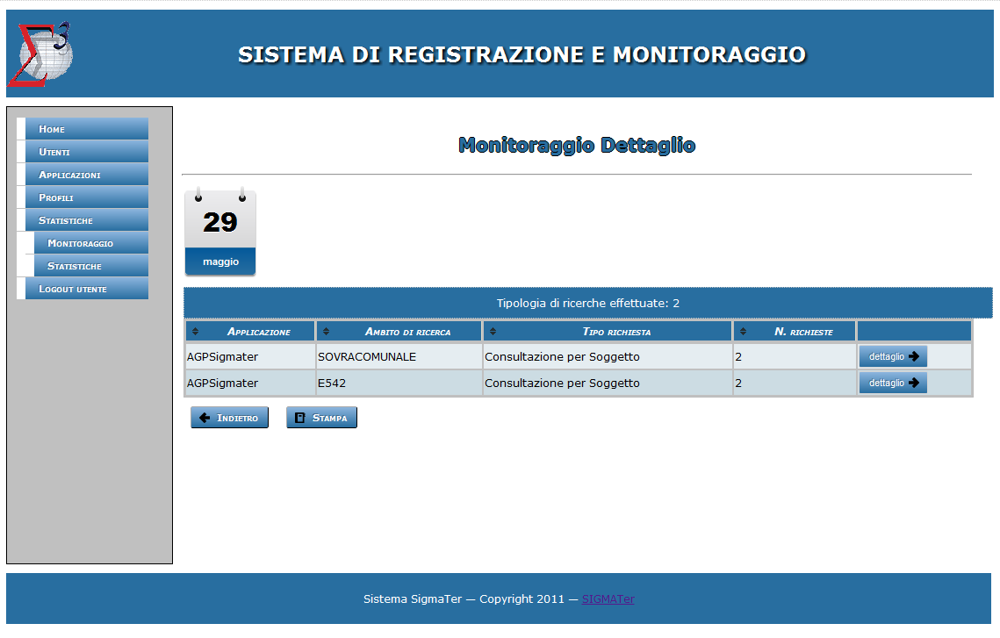 Σ3
SISTEMA DI REGISTRAZIONE E MONITORAGGIO
HOME
UTENTI
APPLICAZIONI
PROFILI
STATISTICHE
MONITORAGGIO
STATISTICHE
LOGOUT UTENTE
Monitoraggio Dettaglio
29
maggio
Tipologia di ricerche effettuate: 2
APPLICAZIONE AMBITO DI RICERCA TIPO RICHIESTA N. RICHIESTE
AGPSigmater SOVRACOMUNALE Consultazione per Soggetto 2 dettaglio
AGPSigmater E542 Consultazione per Soggetto 2 dettaglio
INDIETRO STAMPA
Sistema SigmaTer — Copyright 2011 — SIGMATer